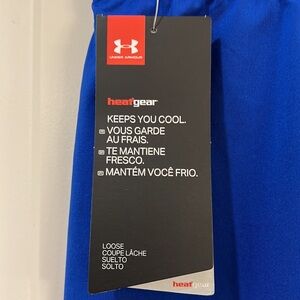 UNDER ARMOUR
heatgear
KEEPS YOU COOL.
VOUS GARDE
AU FRAIS.
TE MANTIENE
FRESCO.
MANTÉM VOCÊ FRIO.
LOOSE
COUPE LÂCHE
SUELTO
SOLTO
heatgear